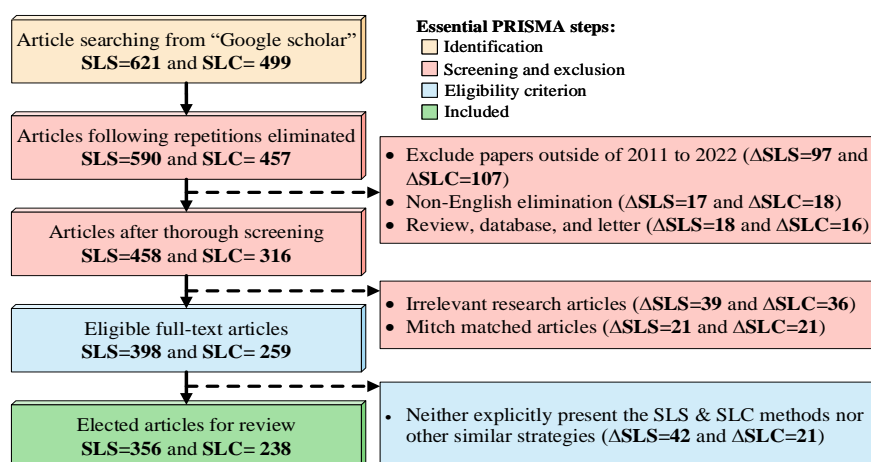 Article searching from “Google scholar”
SLS=621 and SLC= 499
Essential PRISMA steps:
Identification
Screening and exclusion
Eligibility criterion
Included
Articles following repetitions eliminated
SLS=590 and SLC= 457
• Exclude papers outside of 2011 to 2022 (ΔSLS=97 and
ΔSLC=107)
• Non-English elimination (ΔSLS=17 and ΔSLC=18)
• Review, database, and letter (ΔSLS=18 and ΔSLC=16)
Articles after thorough screening
SLS=458 and SLC= 316
• Irrelevant research articles (ΔSLS=39 and ΔSLC=36)
• Mitch matched articles (ΔSLS=21 and ΔSLC=21)
Eligible full-text articles
SLS=398 and SLC= 259
• Neither explicitly present the SLS & SLC methods nor
other similar strategies (ΔSLS=42 and ΔSLC=21)
Elected articles for review
SLS=356 and SLC= 238